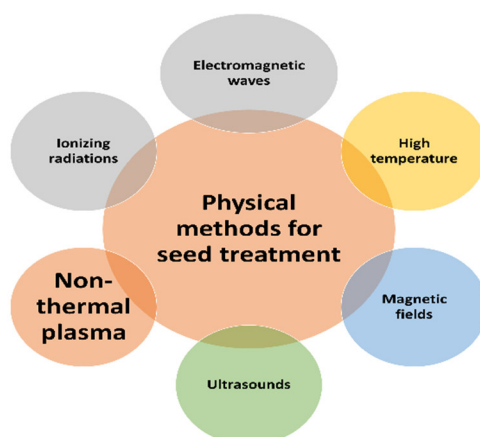 Electromagnetic
waves
Ionizing
radiations
High
temperature
Physical
methods for
seed treatment
Non-
thermal
plasma
Magnetic
fields
Ultrasounds